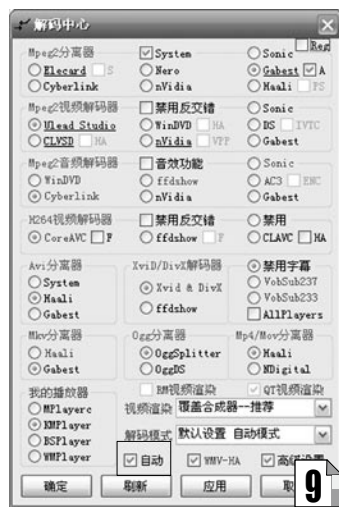 解码中心
Mpeg2分离器 System Sonic Reg
Elecard S Nero Gabest A
Cyberlink nVidia Haali PS
Mpeg2视频解码器 禁用反交错 Sonic
Ulead Studio WinDVD HA DS IVTC
CLVSD HA nVidia VPP Gabest
Mpeg2音频解码器 音效功能 Sonic
WinDVD ffdshow AC3 ENC
Cyberlink nVidia Gabest
H264视频解码器 禁用反交错 禁用
CoreAVC F ffdshow F CLAVC HA
Avi分离器 XviD/DivX解码器 禁用字幕
System Xvid & DivX VobSub237
Haali VobSub233
Gabest ffdshow AllPlayers
Mkv分离器 Ogg分离器 Mp4/Mov分离器
Haali OggSplitter Haali
Gabest OggDS NDigital
我的播放器 RM视频渲染 QT视频渲染
MPlayerc 视频渲染 覆盖合成器--推荐
KMPlayer
BSPlayer 解码模式 默认设置 自动模式
WMPlayer 自动 WMV-HA 高级设置
确定 刷新 应用 取
9